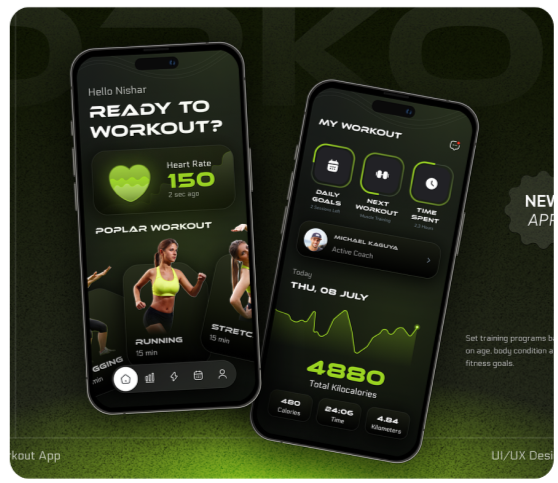 Hello Nishar
READY TO
WORKOUT?
Heart Rate
150
2 sec ago
POPLAR WORKOUT
GGING
min
RUNNING
15 min
STRETC
15 min
MY WORKOUT
DAILY
GOALS
NEXT
WORKOUT
TIME
SPENT
MICHAEL KAGUYA
Active Coach
Today
THU, 08 JULY
4880
Total Kilocalories
480
Calories
24:06
Time
4.84
Kilometers
NEW
APP
Set training programs ba
on age, body condition a
fitness goals.
rkout App
UI/UX Desi